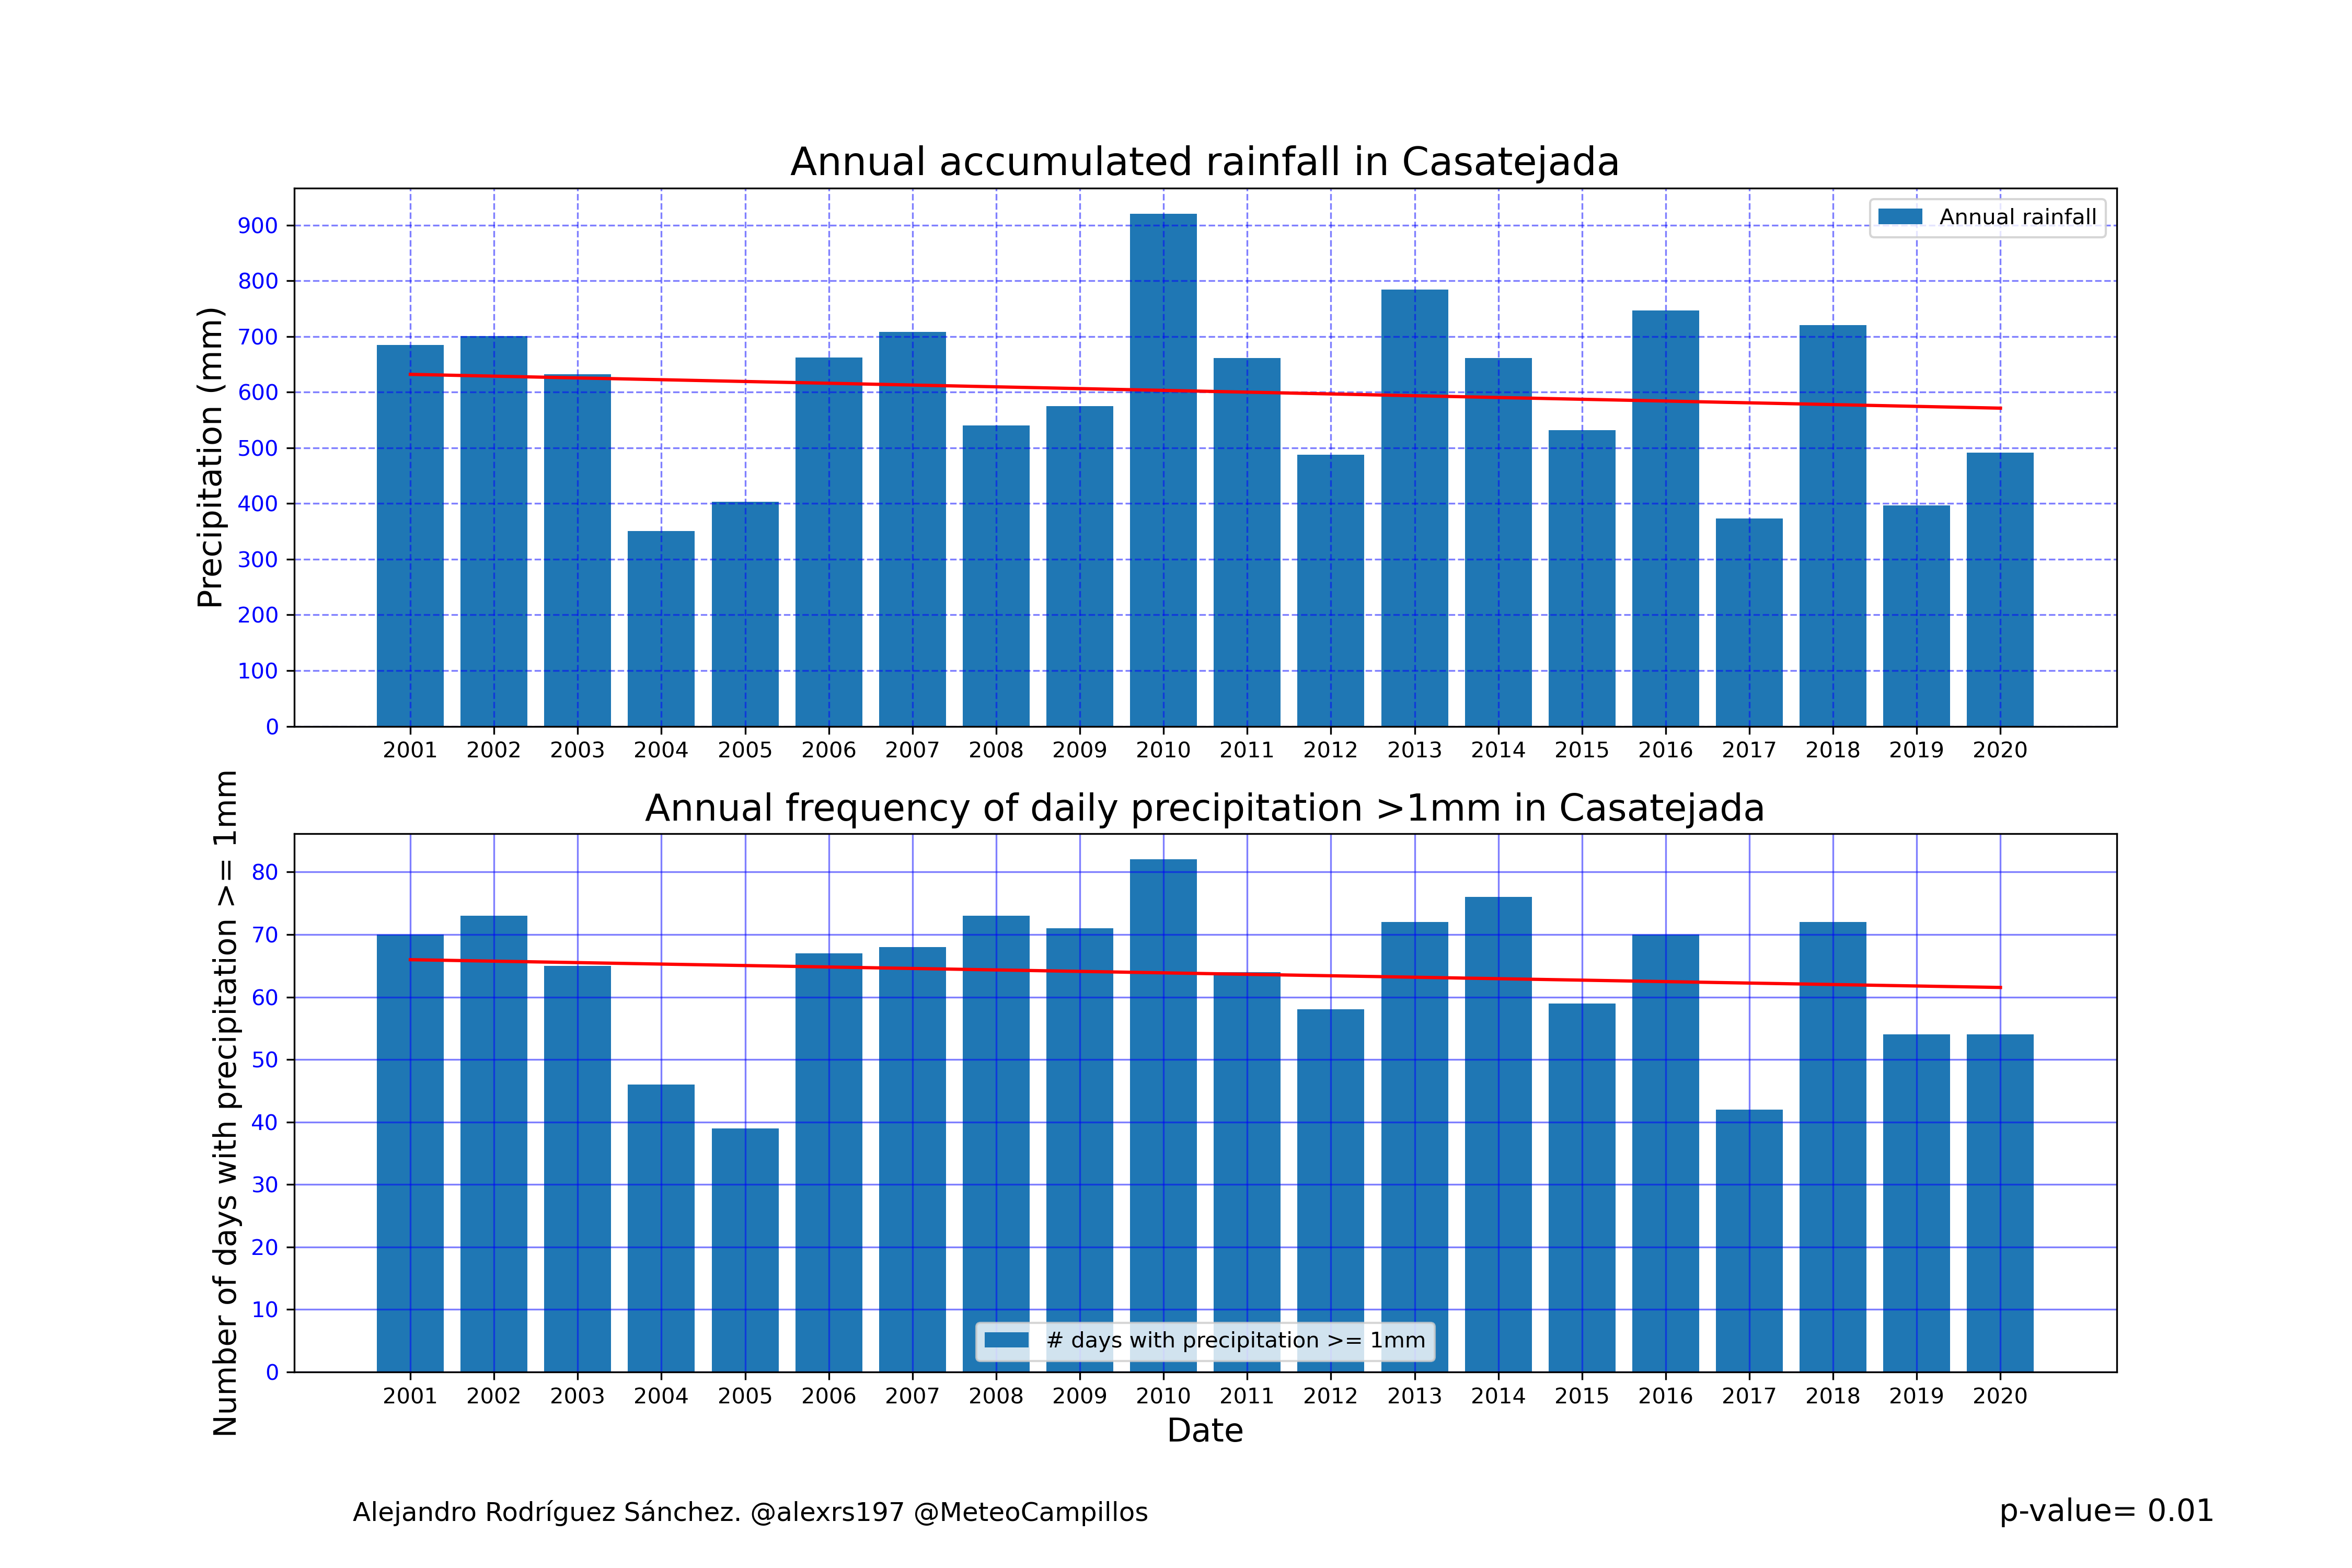 Annual accumulated rainfall in Casatejada
Precipitation (mm)
900
800
700
600
500
400
300
200
100
0
Annual rainfall
2001 2002 2003 2004 2005 2006 2007 2008 2009 2010 2011 2012 2013 2014 2015 2016 2017 2018 2019 2020
Annual frequency of daily precipitation >1mm in Casatejada
Number of days with precipitation >= 1mm
80
70
60
50
40
30
20
10
0
# days with precipitation >= 1mm
2001 2002 2003 2004 2005 2006 2007 2008 2009 2010 2011 2012 2013 2014 2015 2016 2017 2018 2019 2020
Date
Alejandro Rodríguez Sánchez. @alexrs197 @MeteoCampillos
p-value= 0.01